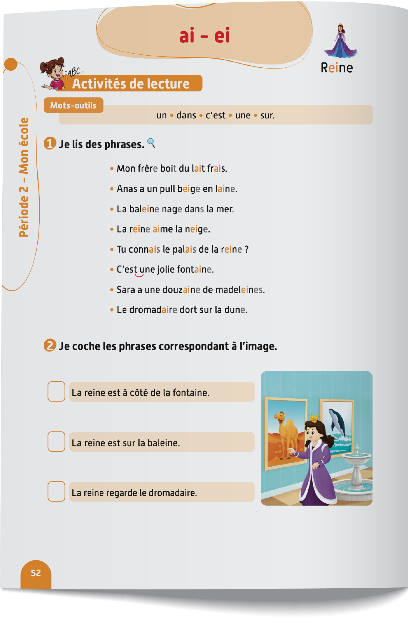 ai - ei
Reine
ABC
Activités de lecture
Mots-outils
un • dans • c'est • une • sur.
Période 2 - Mon école
1 Je lis des phrases.
• Mon frère boit du lait frais.
• Anas a un pull beige en laine.
• La baleine nage dans la mer.
• La reine aime la neige.
• Tu connais le palais de la reine ?
• C'est une jolie fontaine.
• Sara a une douzaine de madeleines.
• Le dromadaire dort sur la dune.
2 Je coche les phrases correspondant à l'image.
La reine est à côté de la fontaine.
La reine est sur la baleine.
La reine regarde le dromadaire.
52